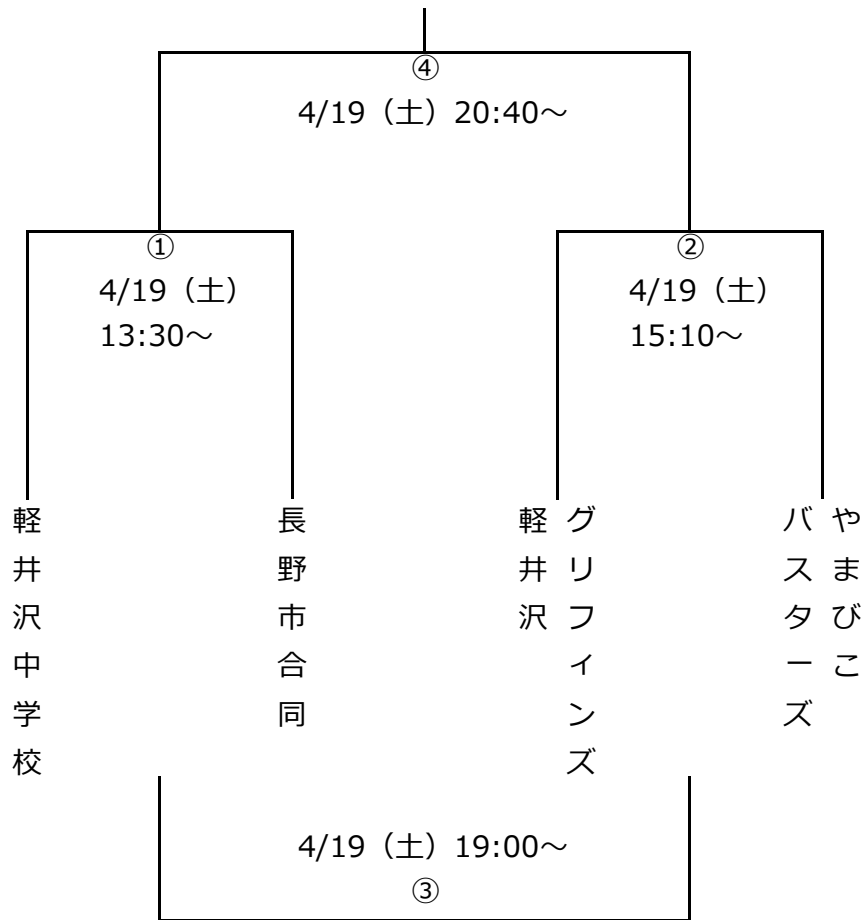 ④
4/19（土）20:40～
①
4/19（土）
13:30～
②
4/19（土）
15:10～
軽井沢中学校
長野市合同
グリフィンズ
軽井沢
やまびこ
バスターズ
4/19（土）19:00～
③